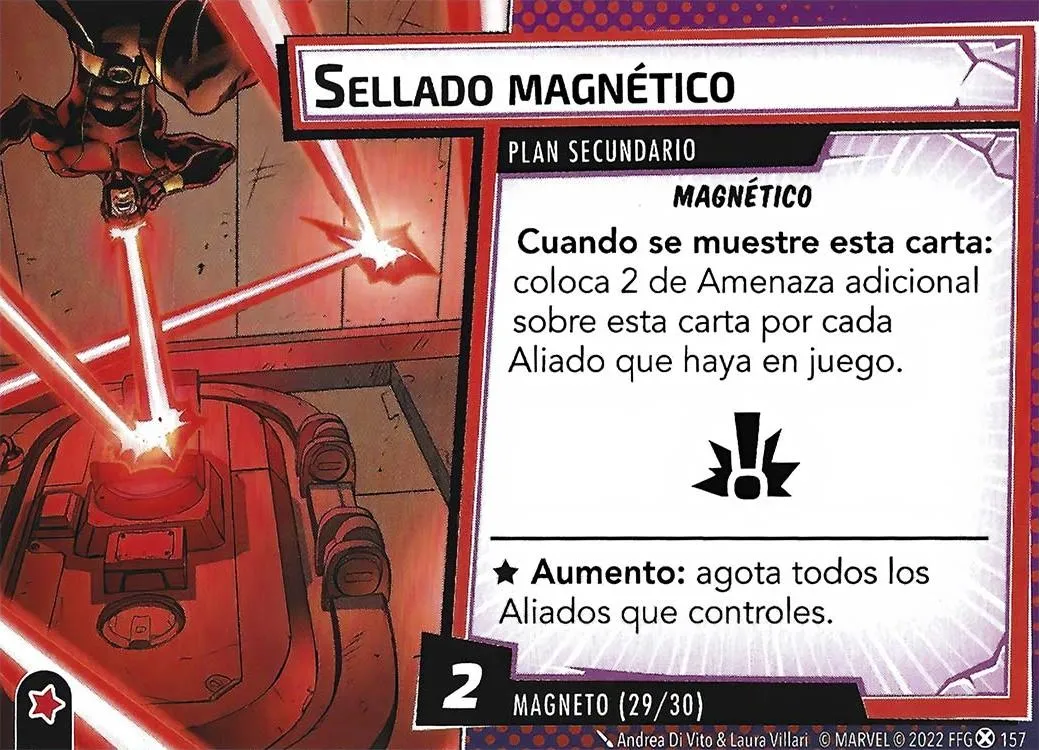 SELLADO MAGNÉTICO
PLAN SECUNDARIO
MAGNÉTICO
Cuando se muestre esta carta:
coloca 2 de Amenaza adicional
sobre esta carta por cada
Aliado que haya en juego.
★ Aumento: agota todos los
Aliados que controles.
2
MAGNETO (29/30)
Andrea Di Vito & Laura Villari © MARVEL © 2022 FFG 157